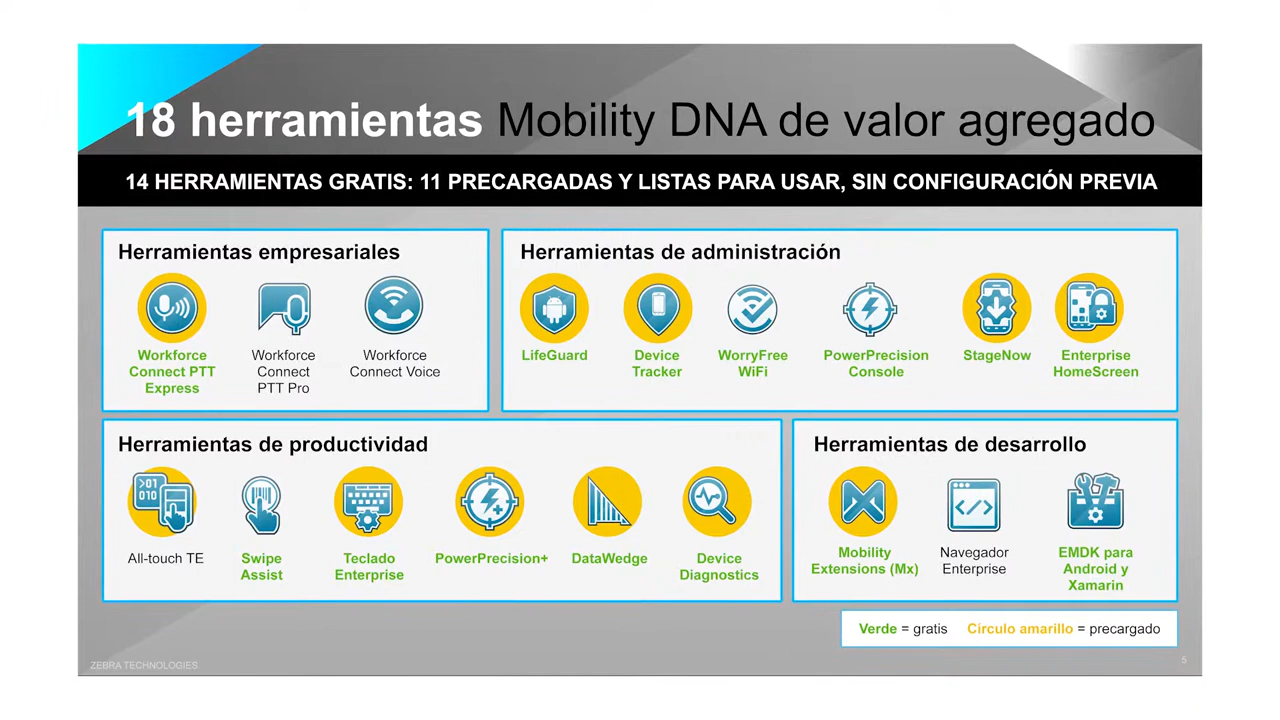 18 herramientas Mobility DNA de valor agregado
14 HERRAMIENTAS GRATIS: 11 PRECARGADAS Y LISTAS PARA USAR, SIN CONFIGURACIÓN PREVIA
Herramientas empresariales
Workforce
Connect PTT
Express
Workforce
Connect
PTT Pro
Workforce
Connect Voice
Herramientas de administración
LifeGuard
Device
Tracker
WorryFree
WiFi
PowerPrecision
Console
StageNow
Enterprise
HomeScreen
Herramientas de productividad
>01
010
All-touch TE
Swipe
Assist
Teclado
Enterprise
PowerPrecision+
DataWedge
Device
Diagnostics
Herramientas de desarrollo
Mobility
Extensions (Mx)
</>
Navegador
Enterprise
EMDK para
Android y
Xamarin
Verde = gratis Círculo amarillo = precargado
ZEBRA TECHNOLOGIES
5